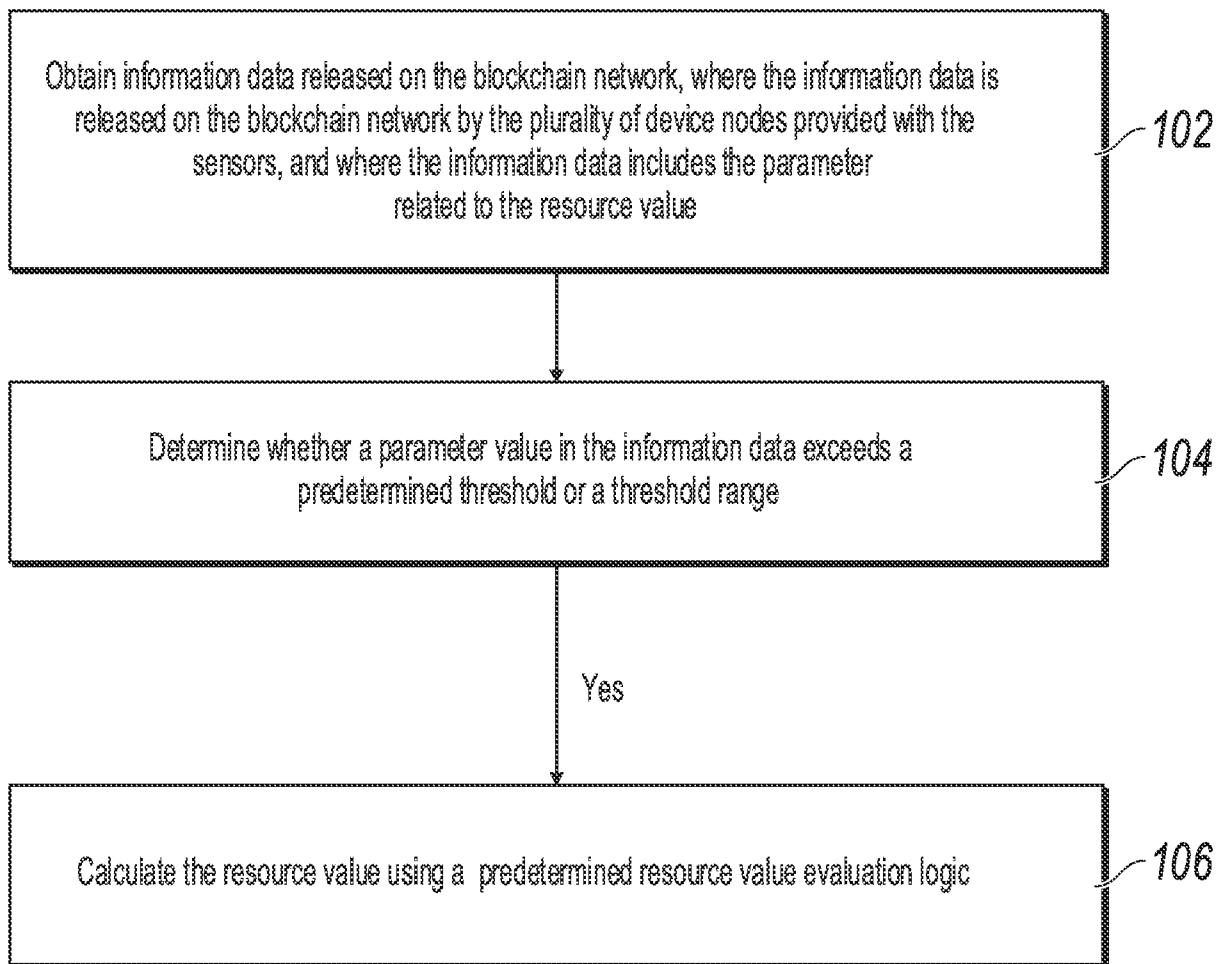 Obtain information data released on the blockchain network, where the information data is
released on the blockchain network by the plurality of device nodes provided with the
sensors, and where the information data includes the parameter
related to the resource value
102
Determine whether a parameter value in the information data exceeds a
predetermined threshold or a threshold range
104
Yes
Calculate the resource value using a predetermined resource value evaluation logic
106